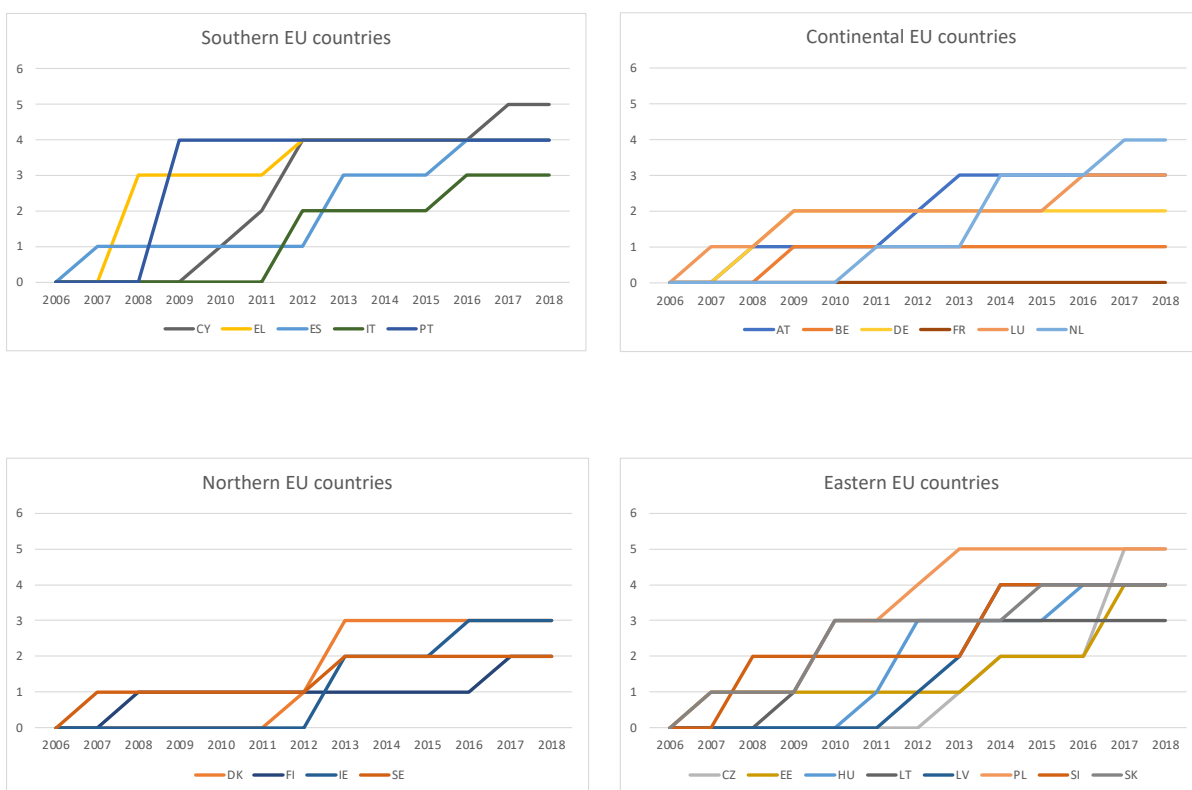 Southern EU countries
6
5
4
3
2
1
0
2006 2007 2008 2009 2010 2011 2012 2013 2014 2015 2016 2017 2018
CY EL ES IT PT
Continental EU countries
6
5
4
3
2
1
0
2006 2007 2008 2009 2010 2011 2012 2013 2014 2015 2016 2017 2018
AT BE DE FR LU NL
Northern EU countries
6
5
4
3
2
1
0
2006 2007 2008 2009 2010 2011 2012 2013 2014 2015 2016 2017 2018
DK FI IE SE
Eastern EU countries
6
5
4
3
2
1
0
2006 2007 2008 2009 2010 2011 2012 2013 2014 2015 2016 2017 2018
CZ EE HU LT LV PL SI SK